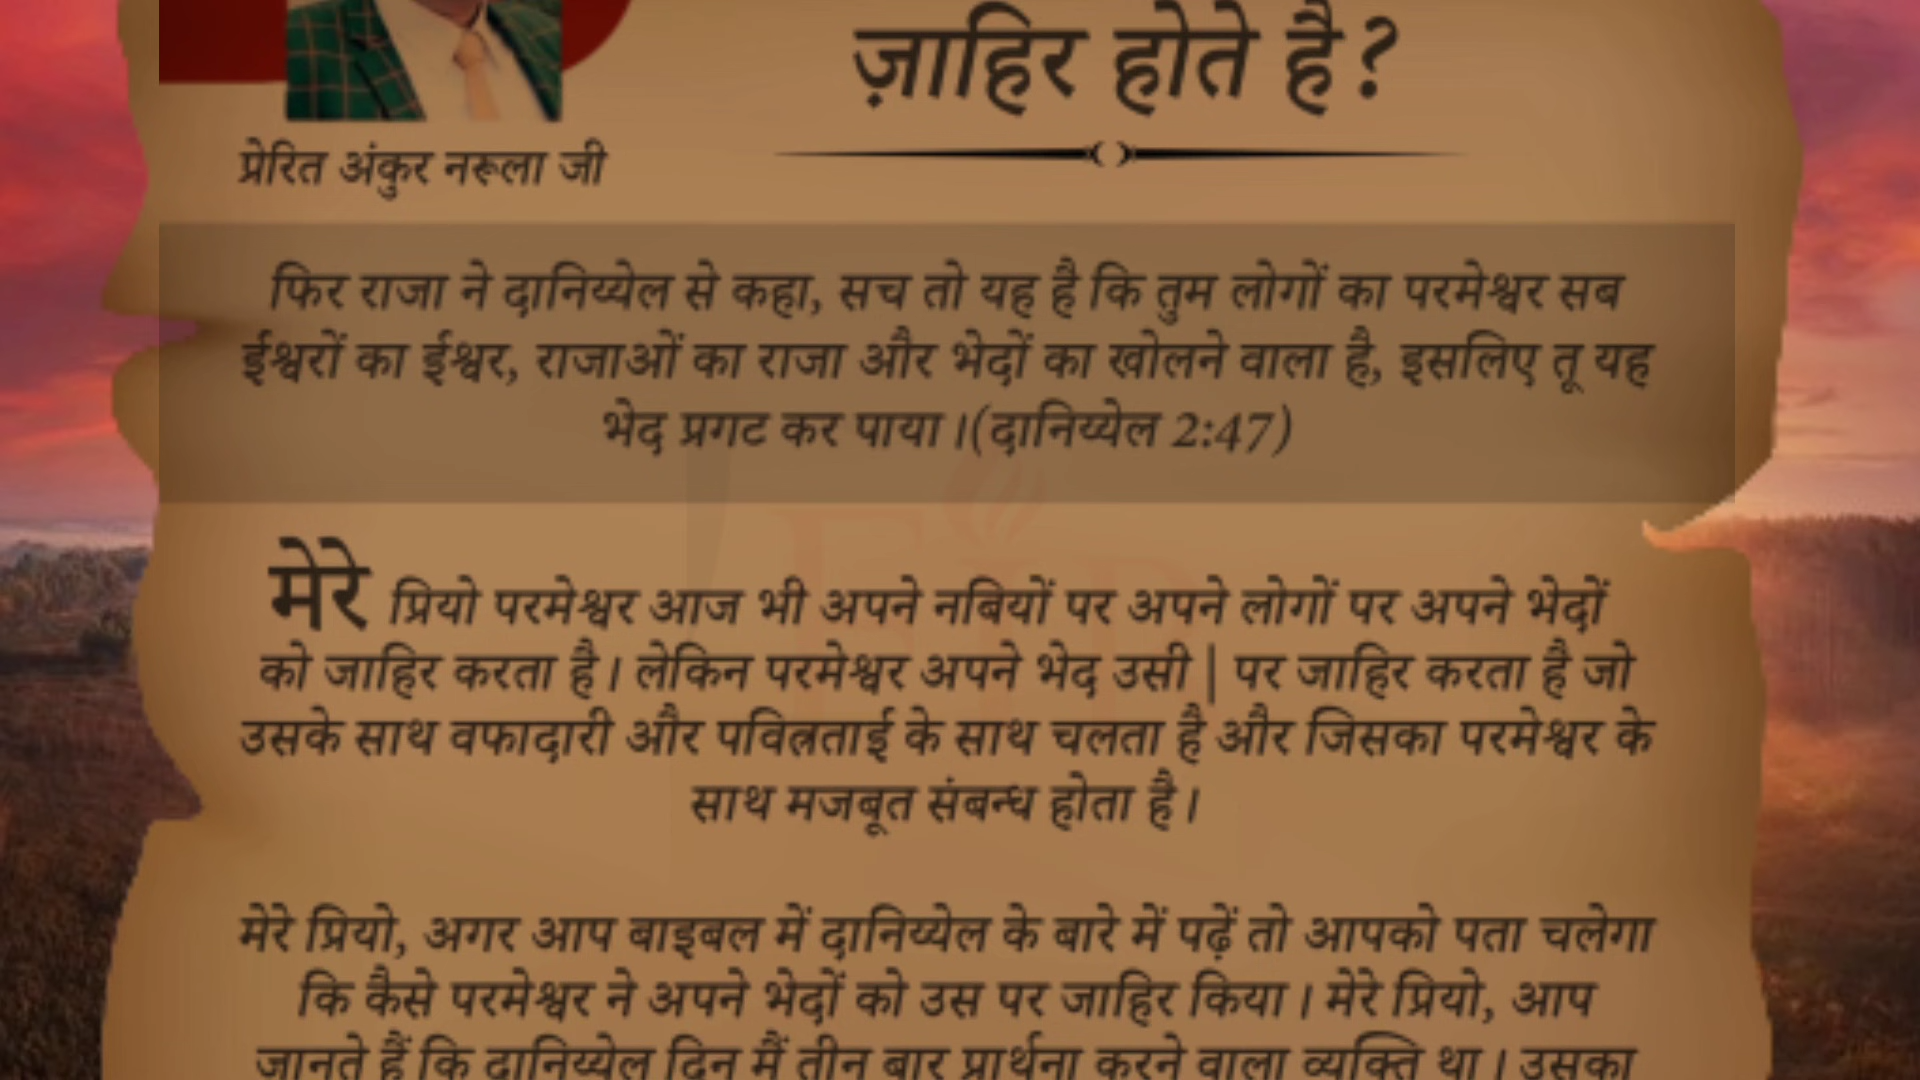 ज़ाहिर होते है?
प्रेरित अंकुर नरूला जी
फिर राजा ने दानिय्येल से कहा, सच तो यह है कि तुम लोगों का परमेश्वर सब
ईश्वरों का ईश्वर, राजाओं का राजा और भेदों का खोलने वाला है, इसलिए तू यह
भेद प्रगट कर पाया।(दानिय्येल 2:47)
मेरे प्रियो परमेश्वर आज भी अपने नबियों पर अपने लोगों पर अपने भेदों
को जाहिर करता है। लेकिन परमेश्वर अपने भेद उसी | पर जाहिर करता है जो
उसके साथ वफादारी और पवित्रताई के साथ चलता है और जिसका परमेश्वर के
साथ मजबूत संबन्ध होता है।
मेरे प्रियो, अगर आप बाइबल में दानिय्येल के बारे में पढ़ें तो आपको पता चलेगा
कि कैसे परमेश्वर ने अपने भेदों को उस पर जाहिर किया। मेरे प्रियो, आप
जानते हैं कि दानिय्येल दिन मैं तीन बार प्रार्थना करने वाला व्यक्ति था। उसका